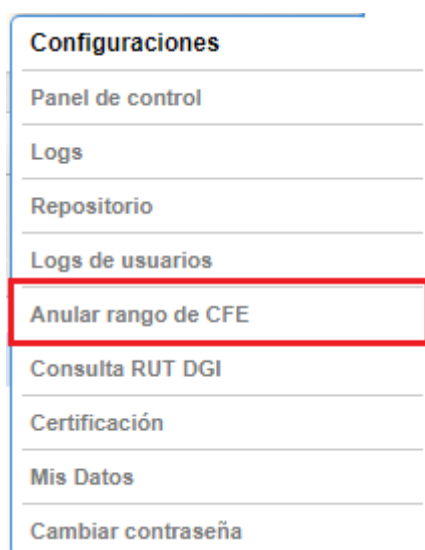 Configuraciones
Panel de control
Logs
Repositorio
Logs de usuarios
Anular rango de CFE
Consulta RUT DGI
Certificación
Mis Datos
Cambiar contraseña